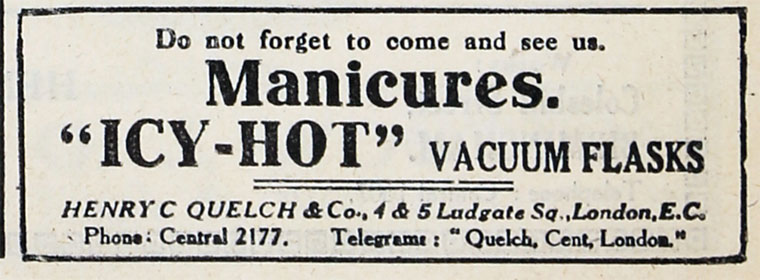 Do not forget to come and see us.
Manicures.
"ICY-HOT" VACUUM FLASKS
HENRY C QUELCH & Co., 4 & 5 Ludgate Sq., London, E.C.
Phone: Central 2177. Telegrams: "Quelch, Cent, London."